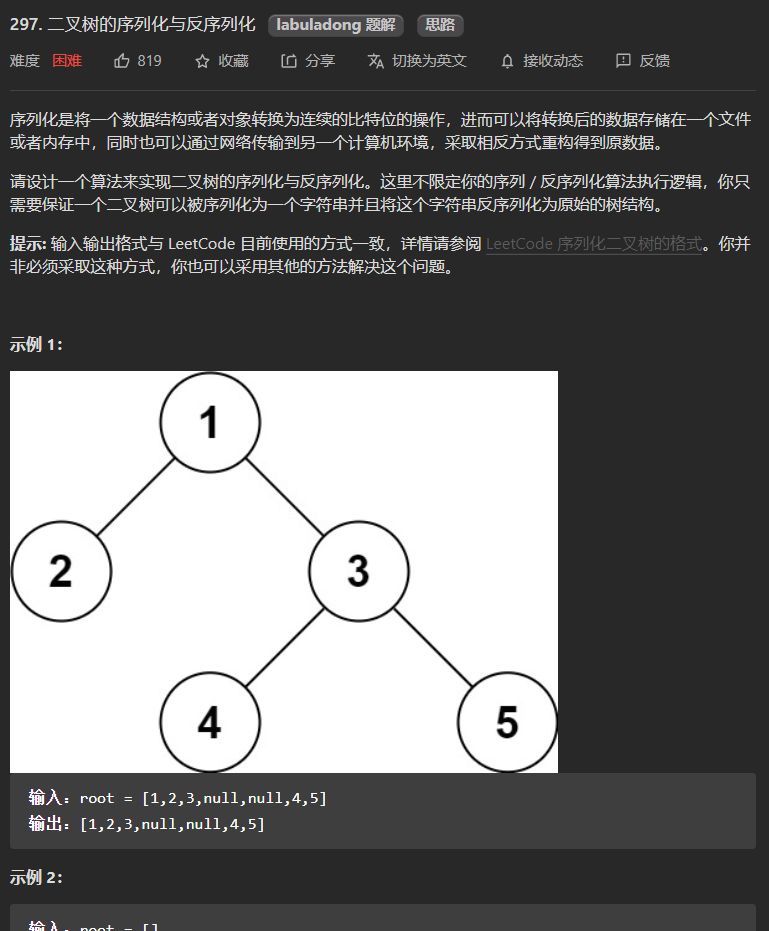 297. 二叉树的序列化与反序列化 labuladong 题解 思路
难度 困难 819 收藏 分享 切换为英文 接收动态 反馈
序列化是将一个数据结构或者对象转换为连续的比特位的操作，进而可以将转换后的数据存储在一个文件
或者内存中，同时也可以通过网络传输到另一个计算机环境，采取相反方式重构得到原数据。
请设计一个算法来实现二叉树的序列化与反序列化。这里不限定你的序列 / 反序列化算法执行逻辑，你只
需要保证一个二叉树可以被序列化为一个字符串并且将这个字符串反序列化为原始的树结构。
提示: 输入输出格式与 LeetCode 目前使用的方式一致，详情请参阅 LeetCode 序列化二叉树的格式。你并
非必须采取这种方式，你也可以采用其他的方法解决这个问题。
示例 1：
1
2 3
4 5
输入：root = [1,2,3,null,null,4,5]
输出：[1,2,3,null,null,4,5]
示例 2：
输入：root = []